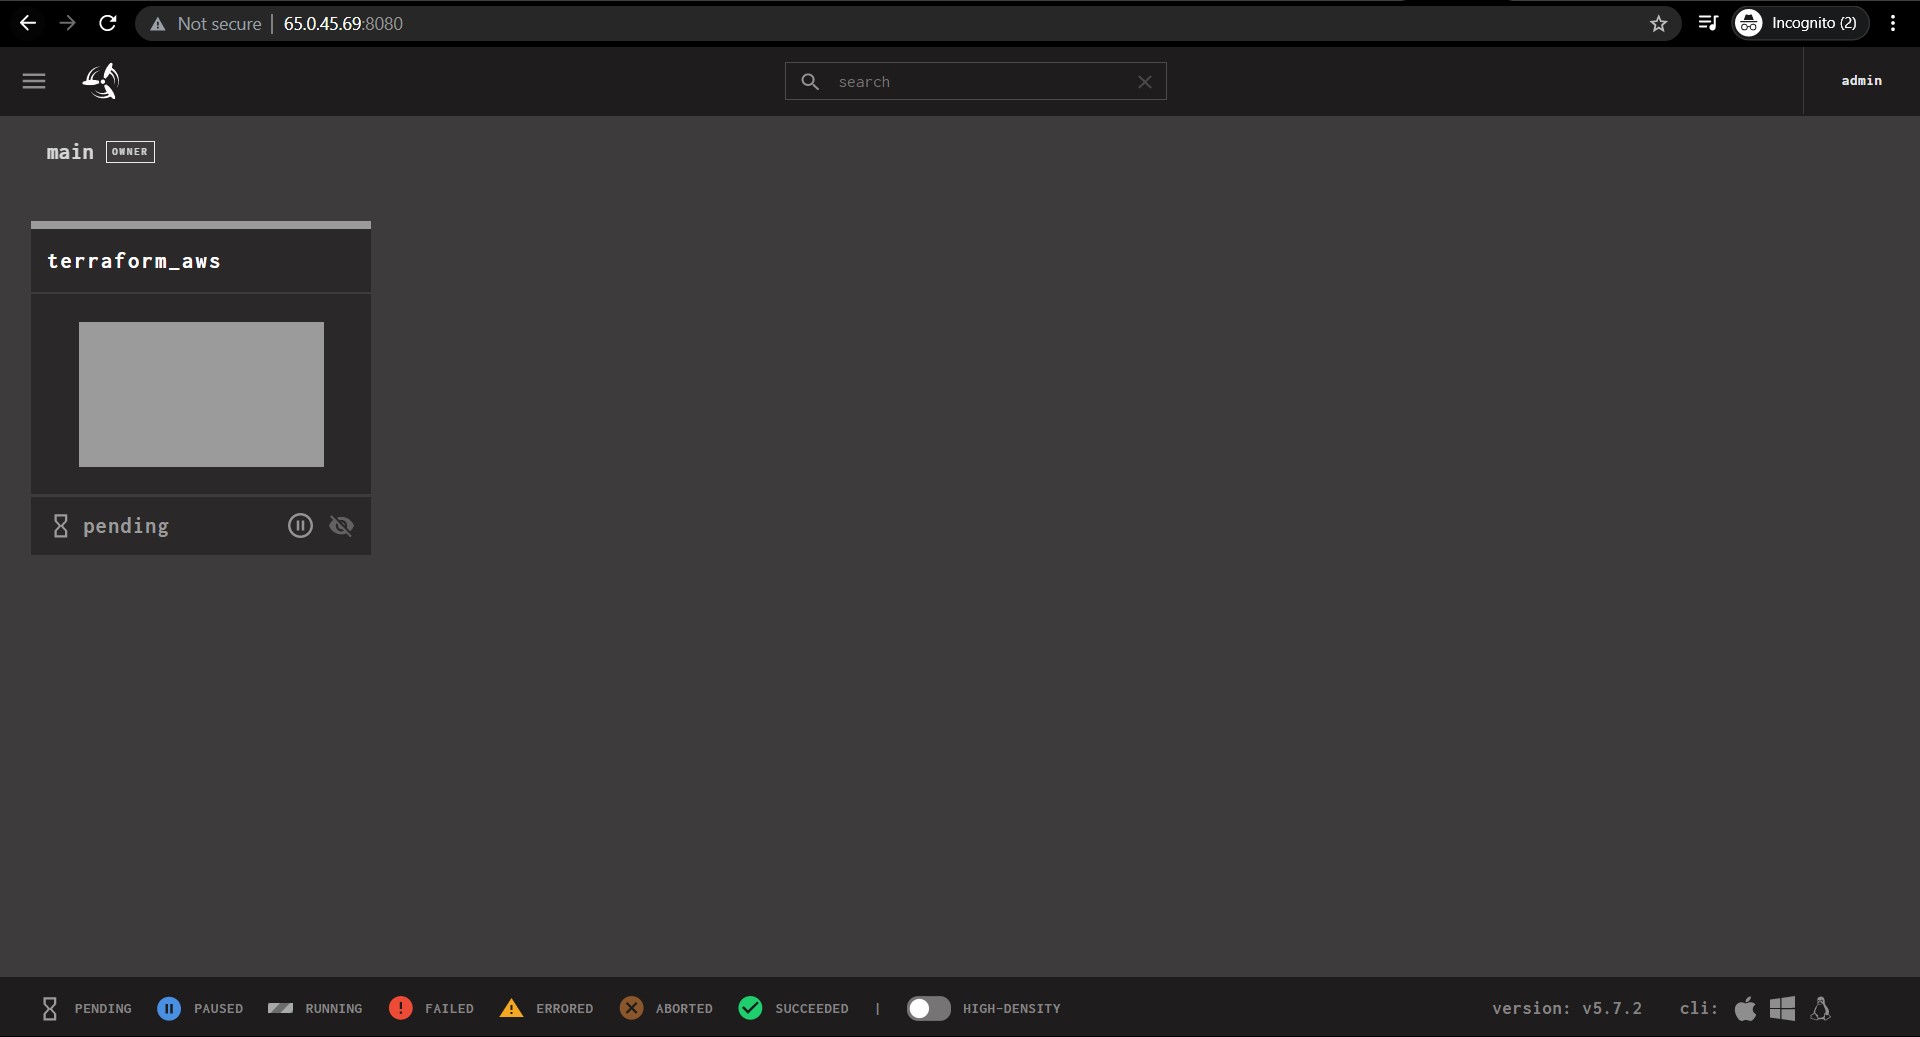 Not secure 65.0.45.69:8080
Incognito (2)
search
admin
main OWNER
terraform_aws
pending
PENDING PAUSED RUNNING FAILED ERRORED ABORTED SUCCEEDED | HIGH-DENSITY version: v5.7.2 cli: